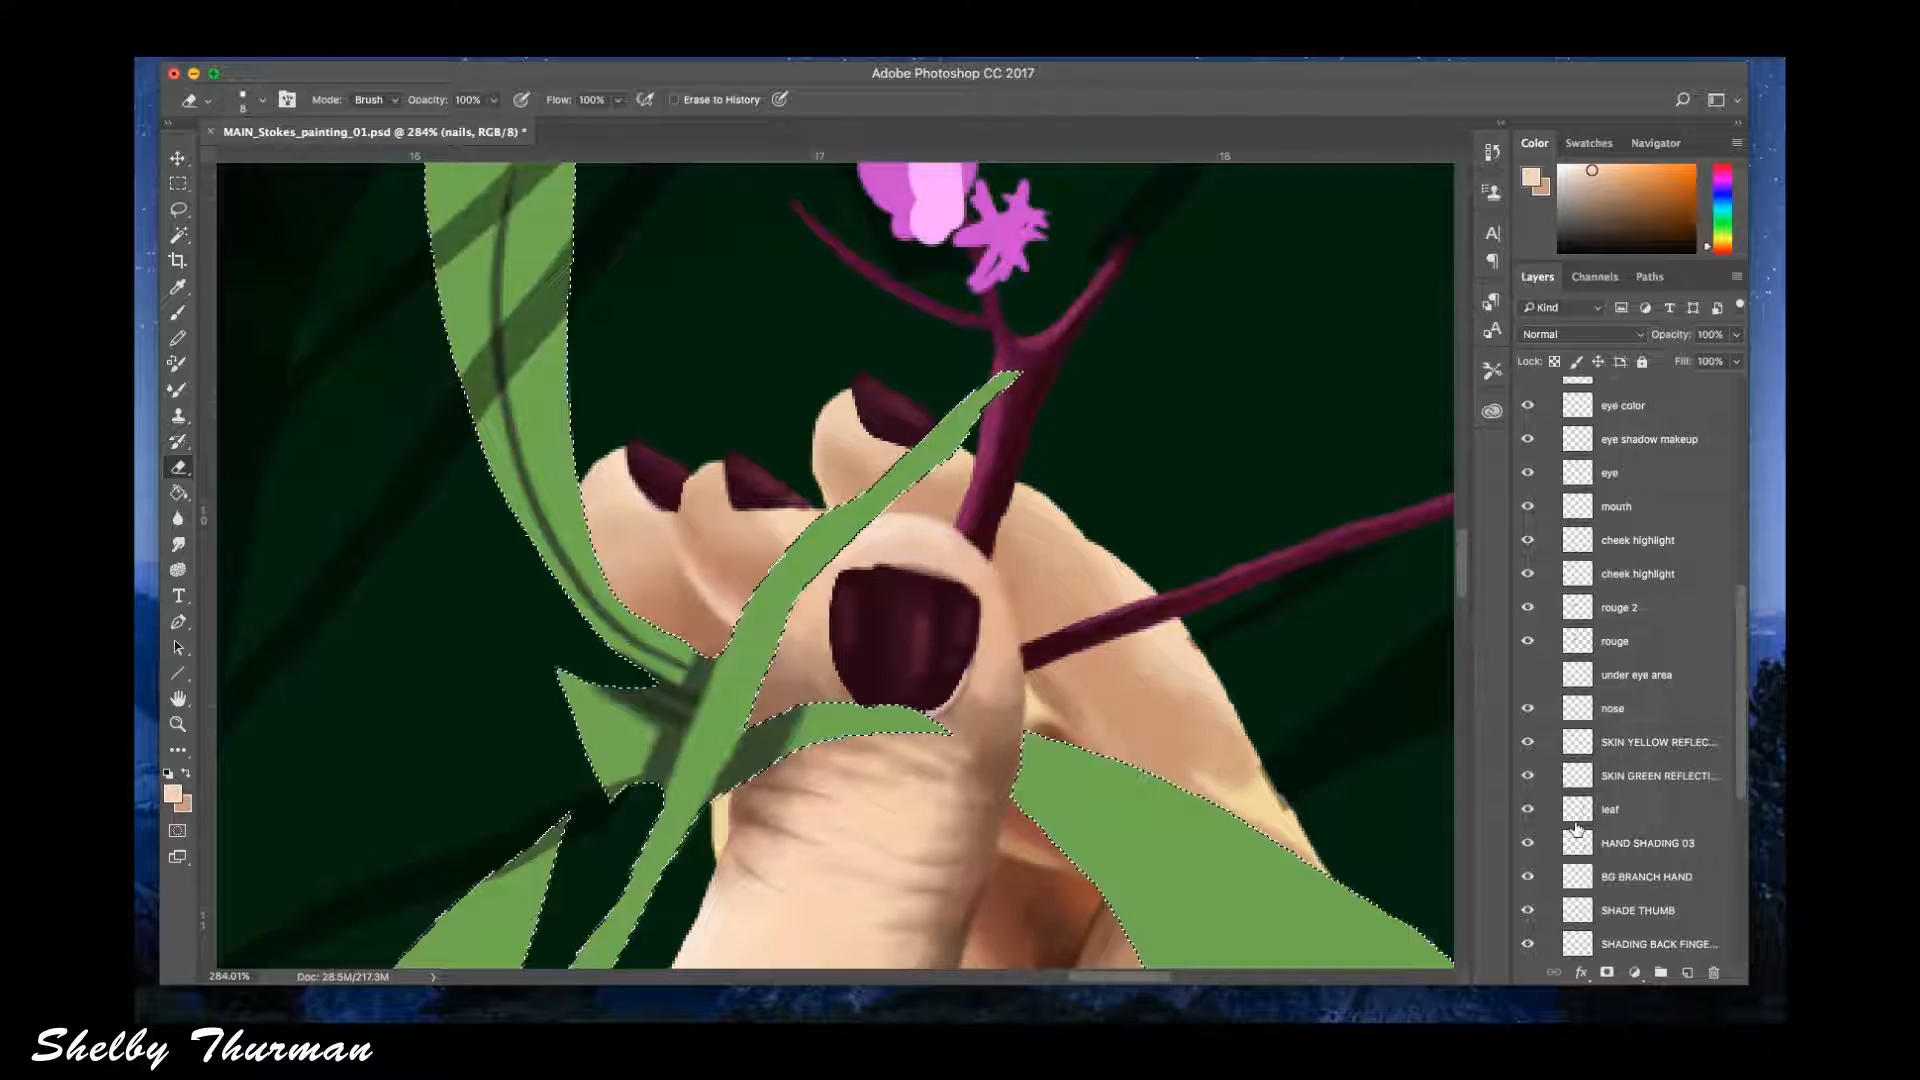 Adobe Photoshop CC 2017
8
Mode: Brush Opacity: 100% Flow: 100% Erase to History
MAIN_Stokes_painting_01.psd @ 284% (nails, RGB/8) *
16 17 18
Color Swatches Navigator
Layers Channels Paths
Kind
Normal Opacity: 100%
Lock: Fill: 100%
eye color
eye shadow makeup
eye
mouth
cheek highlight
cheek highlight
rouge 2
rouge
under eye area
nose
SKIN YELLOW REFLEC...
SKIN GREEN REFLECTI...
leaf
HAND SHADING 03
BG BRANCH HAND
SHADE THUMB
SHADING BACK FINGE...
284.01% Doc: 28.5M/217.3M
Shelby Thurman